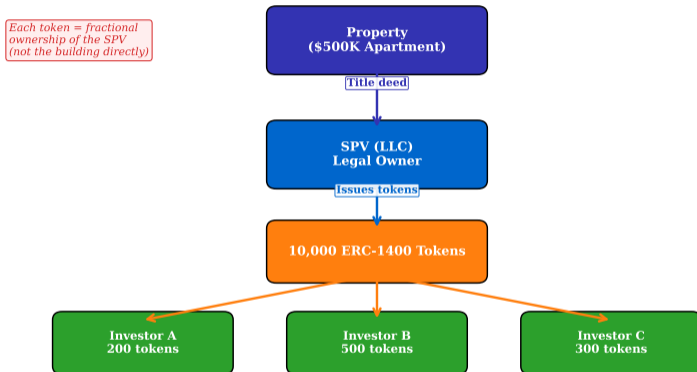 Each token = fractional
ownership of the SPV
(not the building directly)
Property
($500K Apartment)
Title deed
SPV (LLC)
Legal Owner
Issues tokens
10,000 ERC-1400 Tokens
Investor A
200 tokens
Investor B
500 tokens
Investor C
300 tokens